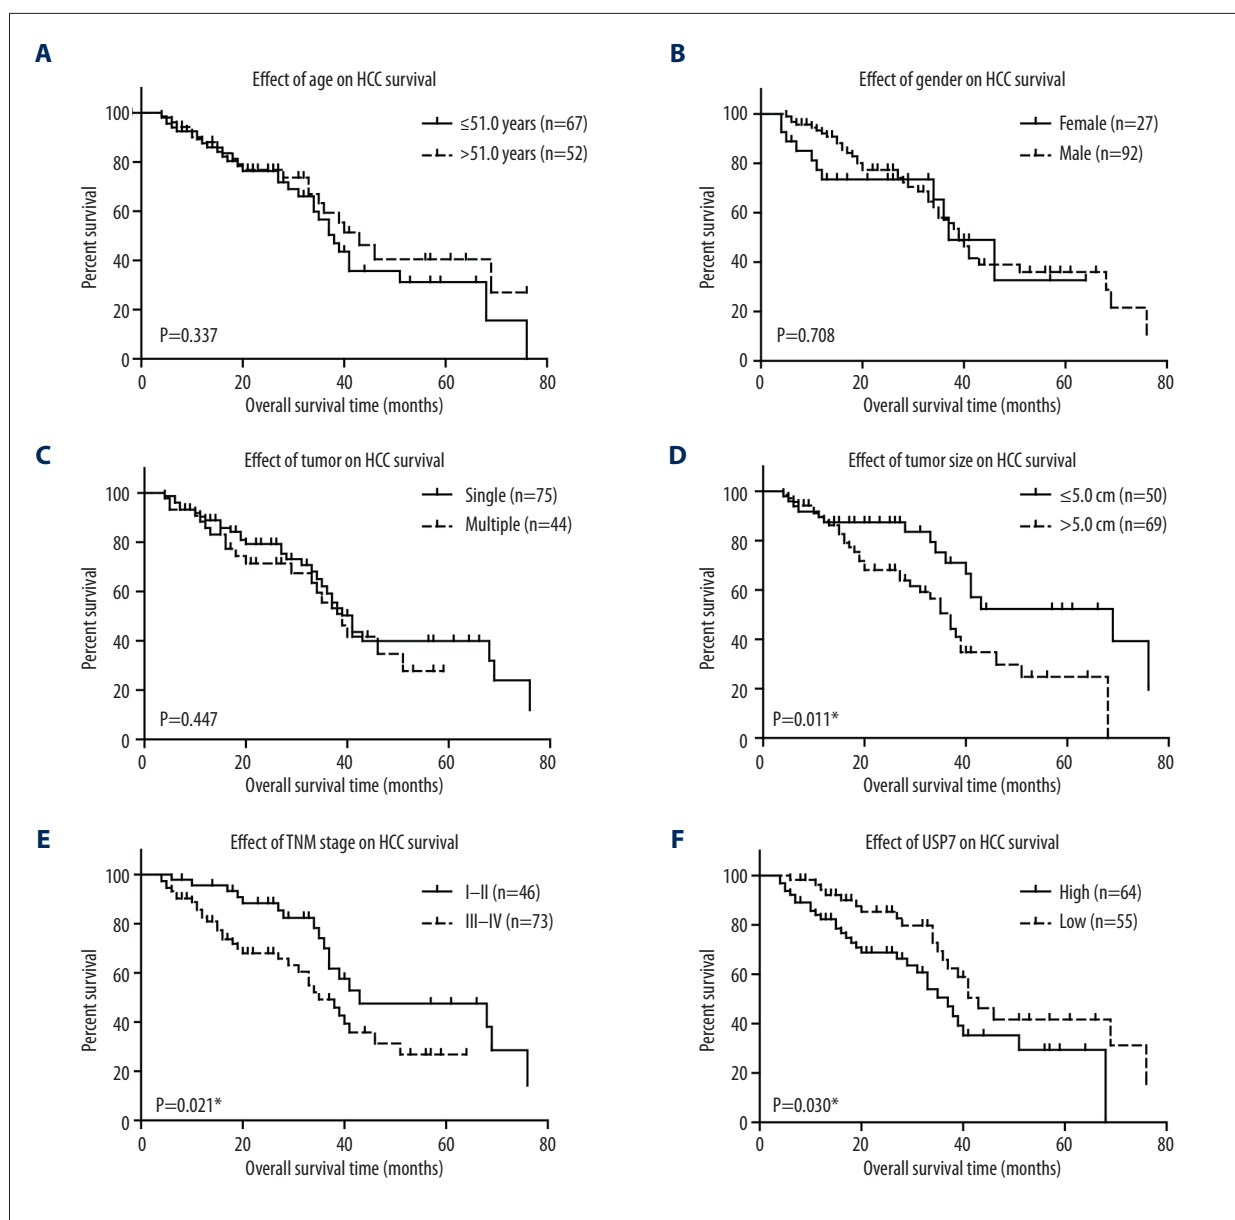 A
Effect of age on HCC survival
≤51.0 years (n=67)
>51.0 years (n=52)
Percent survival
100
80
60
40
20
0
P=0.337
0 20 40 60 80
Overall survival time (months)
B
Effect of gender on HCC survival
Female (n=27)
Male (n=92)
Percent survival
100
80
60
40
20
0
P=0.708
0 20 40 60 80
Overall survival time (months)
C
Effect of tumor on HCC survival
Single (n=75)
Multiple (n=44)
Percent survival
100
80
60
40
20
0
P=0.447
0 20 40 60 80
Overall survival time (months)
D
Effect of tumor size on HCC survival
≤5.0 cm (n=50)
>5.0 cm (n=69)
Percent survival
100
80
60
40
20
0
P=0.011*
0 20 40 60 80
Overall survival time (months)
E
Effect of TNM stage on HCC survival
I–II (n=46)
III–IV (n=73)
Percent survival
100
80
60
40
20
0
P=0.021*
0 20 40 60 80
Overall survival time (months)
F
Effect of USP7 on HCC survival
High (n=64)
Low (n=55)
Percent survival
100
80
60
40
20
0
P=0.030*
0 20 40 60 80
Overall survival time (months)